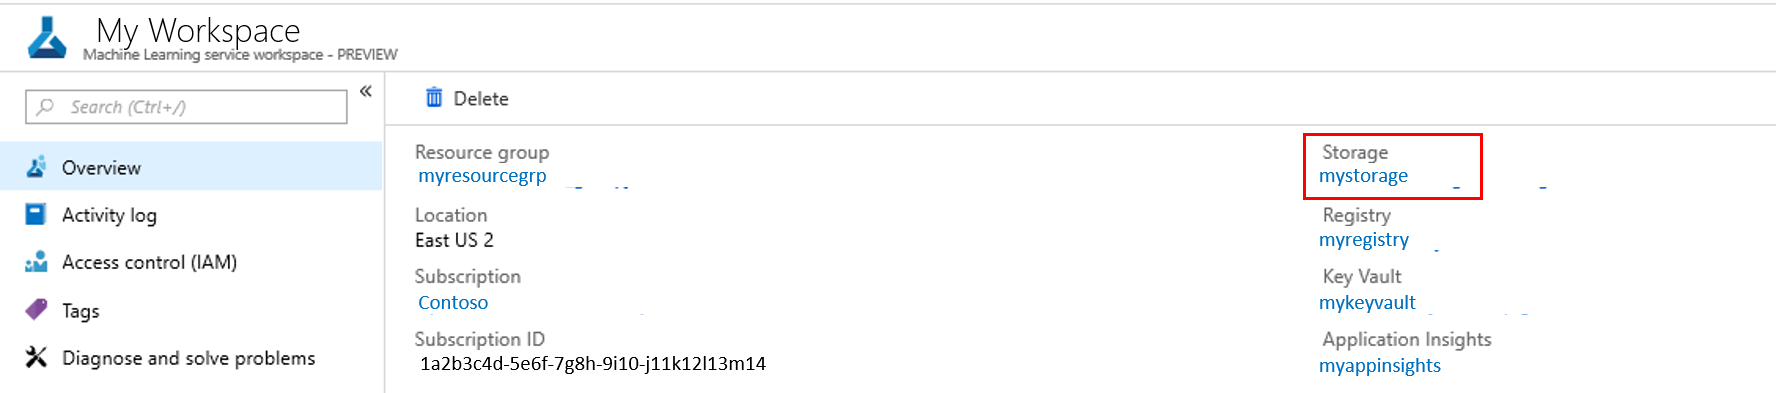 My Workspace
Machine Learning service workspace - PREVIEW
Search (Ctrl+/)
«
Delete
Overview
Activity log
Access control (IAM)
Tags
Diagnose and solve problems
Resource group
myresourcegrp
Location
East US 2
Subscription
Contoso
Subscription ID
1a2b3c4d-5e6f-7g8h-9i10-j11k12l13m14
Storage
mystorage
Registry
myregistry
Key Vault
mykeyvault
Application Insights
myappinsights